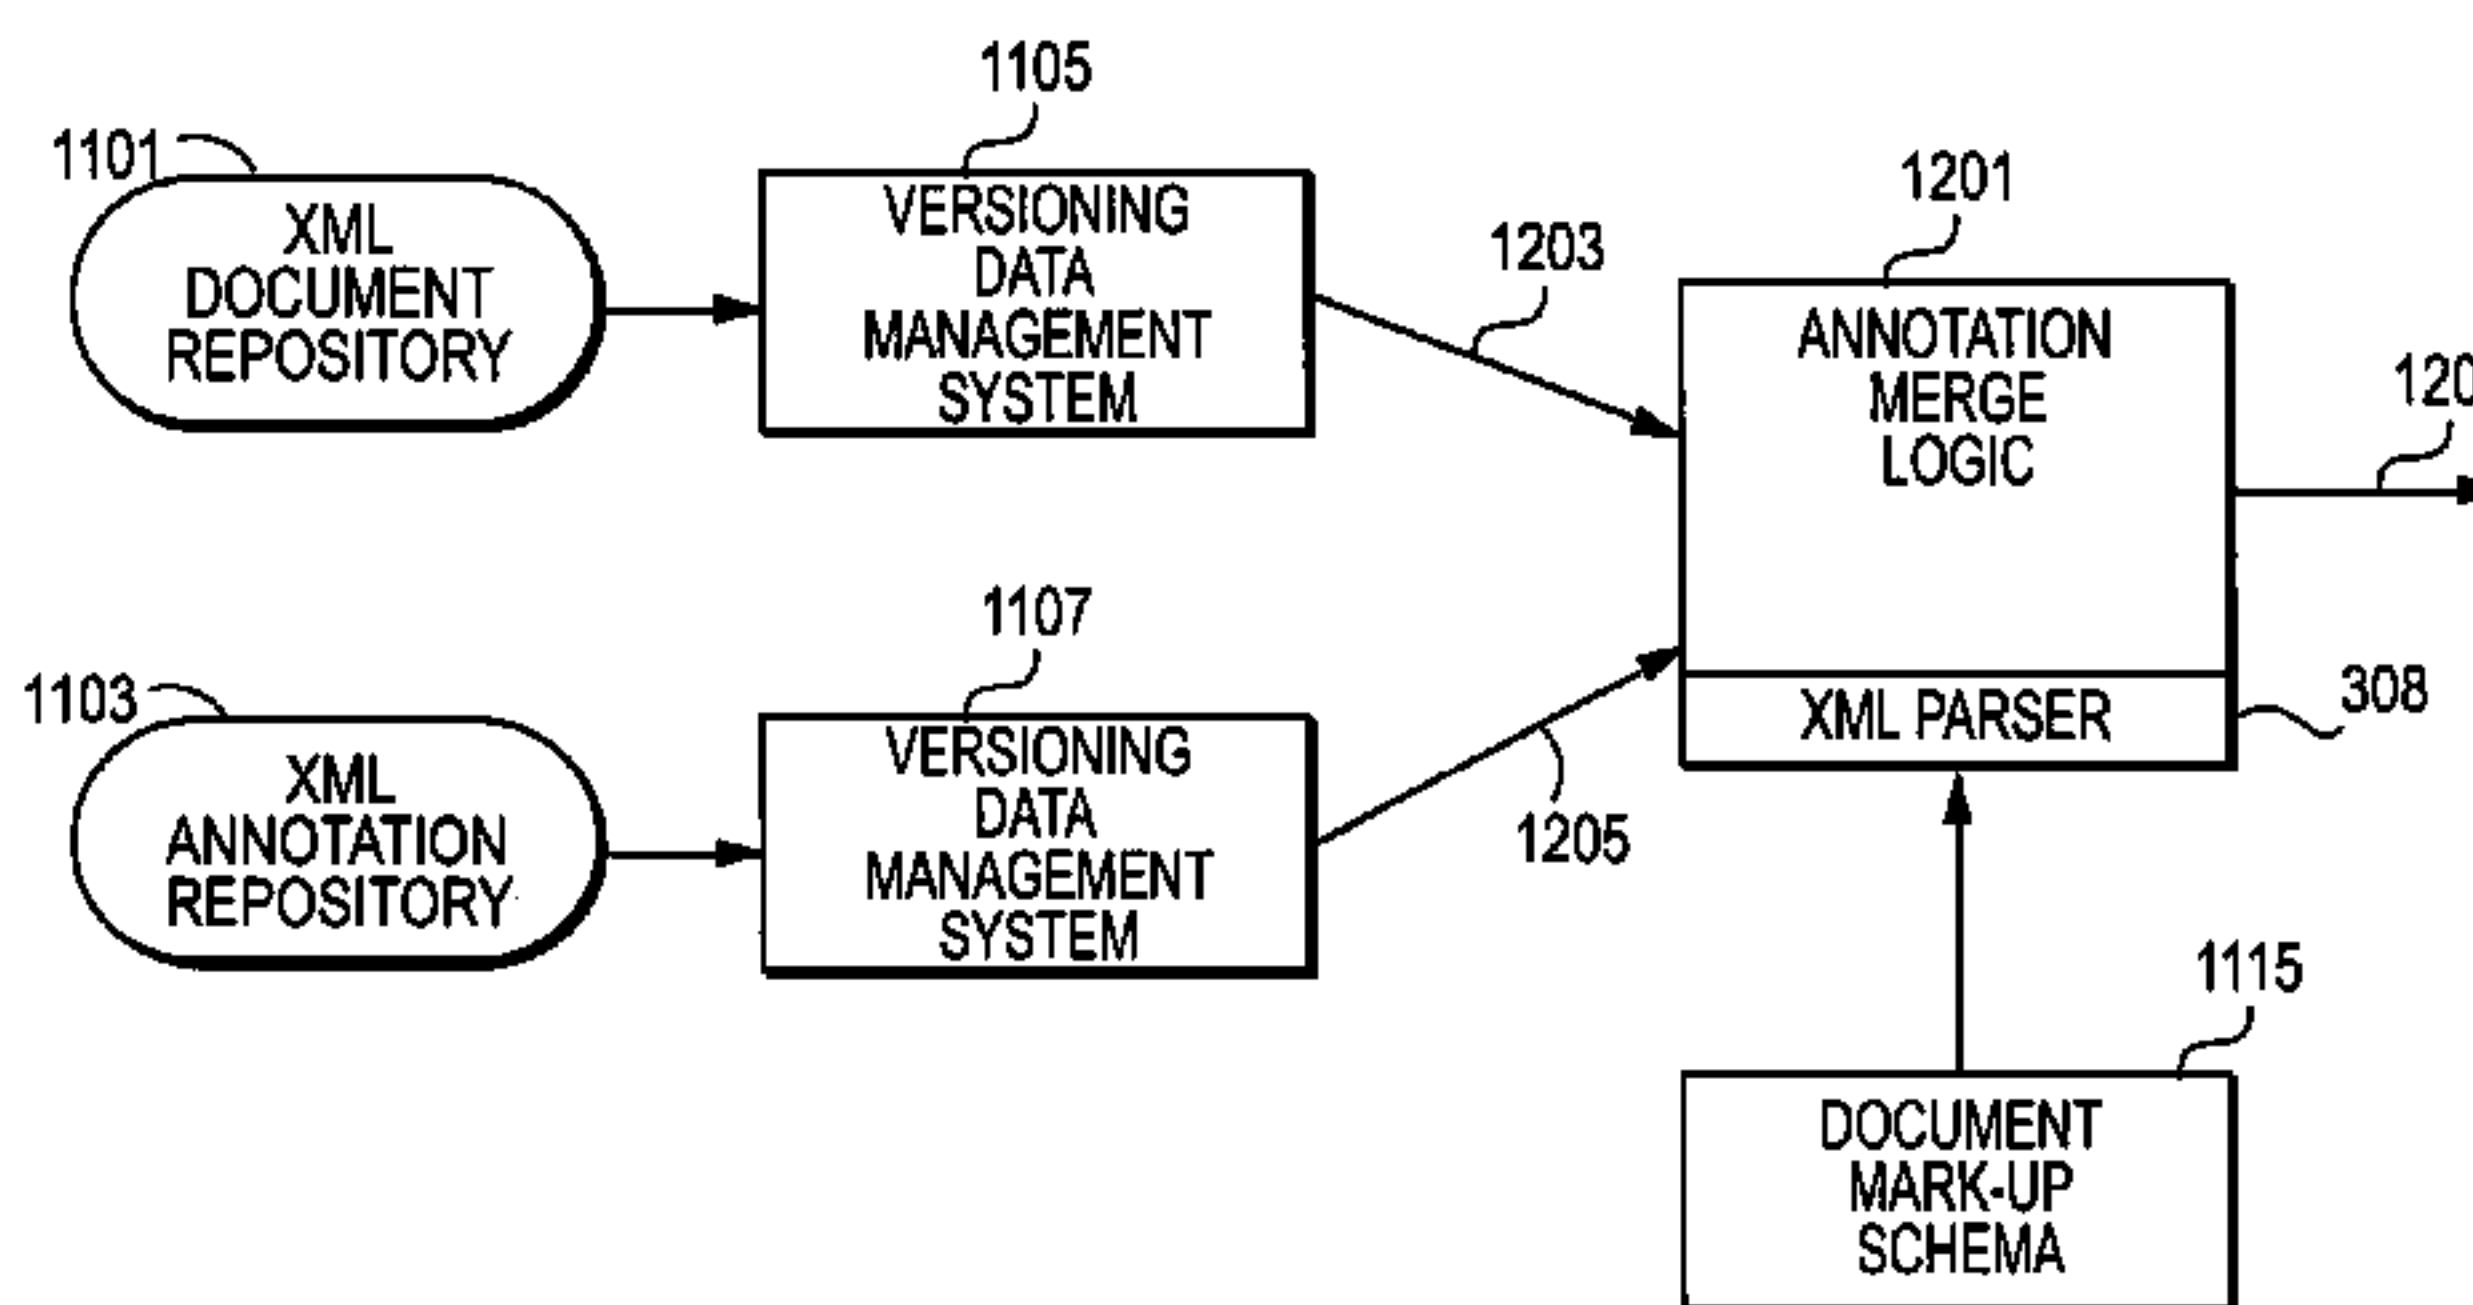 1105
1101
XML
DOCUMENT
REPOSITORY
VERSIONING
DATA
MANAGEMENT
SYSTEM
1203
1201
ANNOTATION
MERGE
LOGIC
XML PARSER
308
1103
XML
ANNOTATION
REPOSITORY
1107
VERSIONING
DATA
MANAGEMENT
SYSTEM
1205
1115
DOCUMENT
MARK-UP
SCHEMA